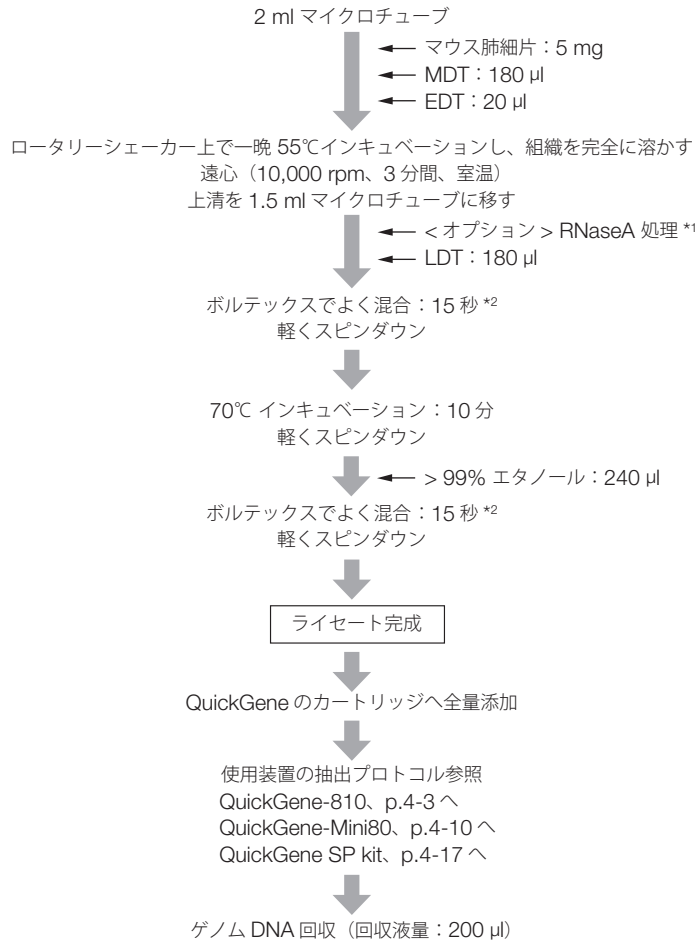 2 ml マイクロチューブ
マウス肺細片：5 mg
MDT：180 µl
EDT：20 µl
ロータリーシェーカー上で一晩 55℃インキュベーションし、組織を完全に溶かす
遠心（10,000 rpm、3 分間、室温）
上清を 1.5 ml マイクロチューブに移す
< オプション > RNaseA 処理 *1
LDT：180 µl
ボルテックスでよく混合：15 秒 *2
軽くスピンダウン
70℃ インキュベーション：10 分
軽くスピンダウン
> 99% エタノール：240 µl
ボルテックスでよく混合：15 秒 *2
軽くスピンダウン
ライセート完成
QuickGene のカートリッジへ全量添加
使用装置の抽出プロトコル参照
QuickGene-810、p.4-3 へ
QuickGene-Mini80、p.4-10 へ
QuickGene SP kit、p.4-17 へ
ゲノム DNA 回収（回収液量：200 µl）